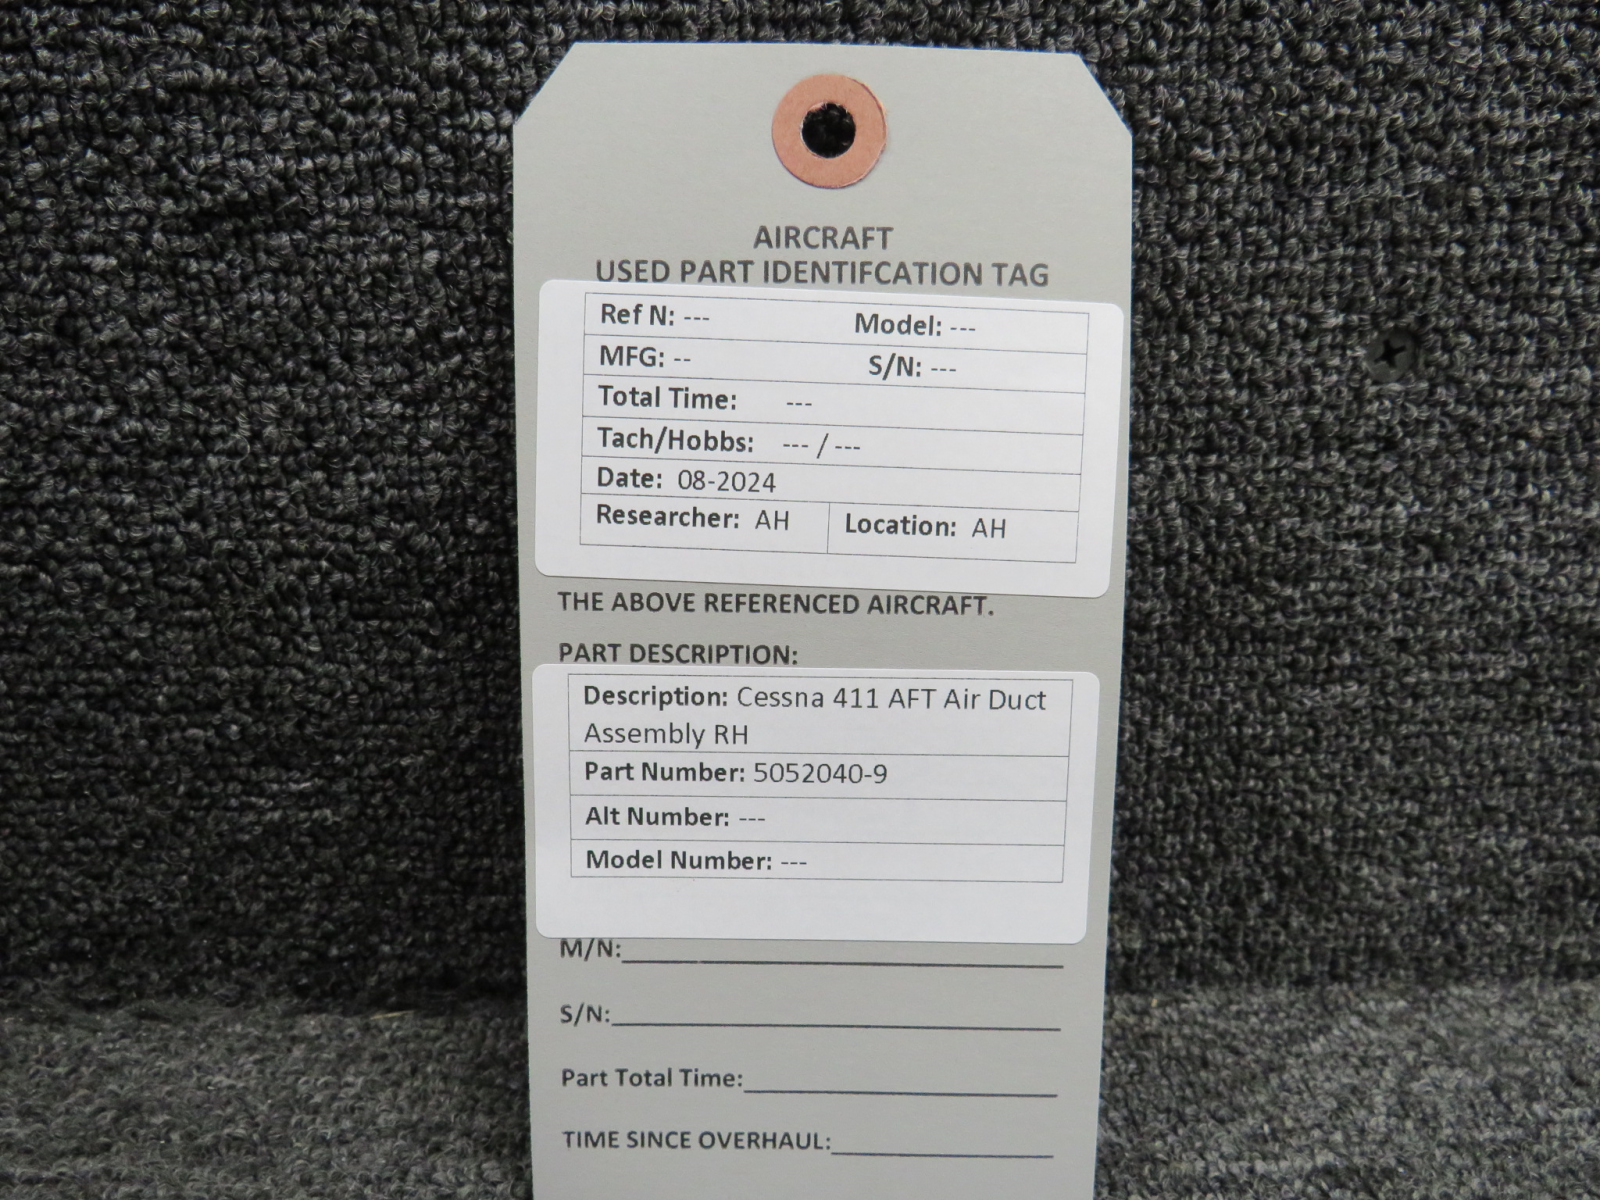 AIRCRAFT
USED PART IDENTIFCATION TAG
Ref N: --- Model: ---
MFG: -- S/N: ---
Total Time: ---
Tach/Hobbs: --- / ---
Date: 08-2024
Researcher: AH Location: AH
THE ABOVE REFERENCED AIRCRAFT.
PART DESCRIPTION:
Description: Cessna 411 AFT Air Duct
Assembly RH
Part Number: 5052040-9
Alt Number: ---
Model Number: ---
M/N:
S/N:
Part Total Time:
TIME SINCE OVERHAUL: